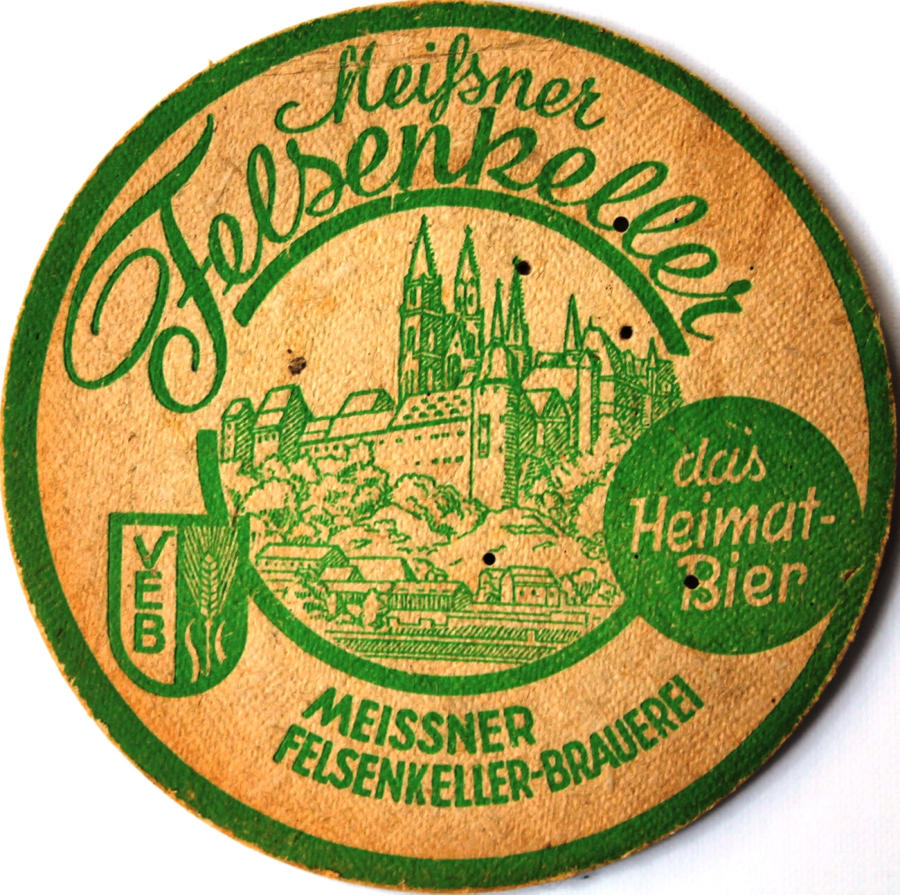 Meißner
Felsenkeller
VEB
das
Heimat-
Bier
MEISSNER
FELSENKELLER-BRAUEREI